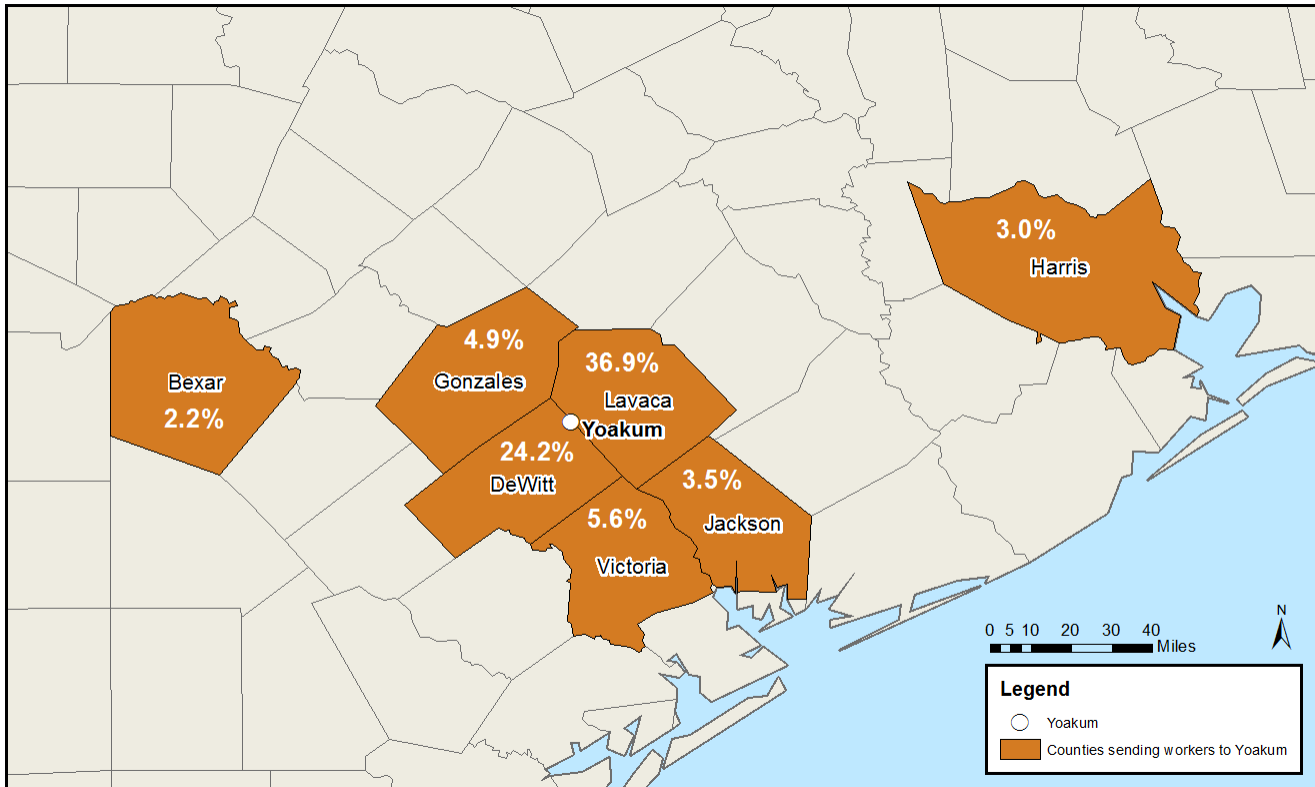 3.0%
Harris
4.9%
Gonzales
36.9%
Lavaca
Bexar
2.2%
Yoakum
24.2%
DeWitt
3.5%
Jackson
5.6%
Victoria
N
0 5 10 20 30 40
Miles
Legend
Yoakum
Counties sending workers to Yoakum